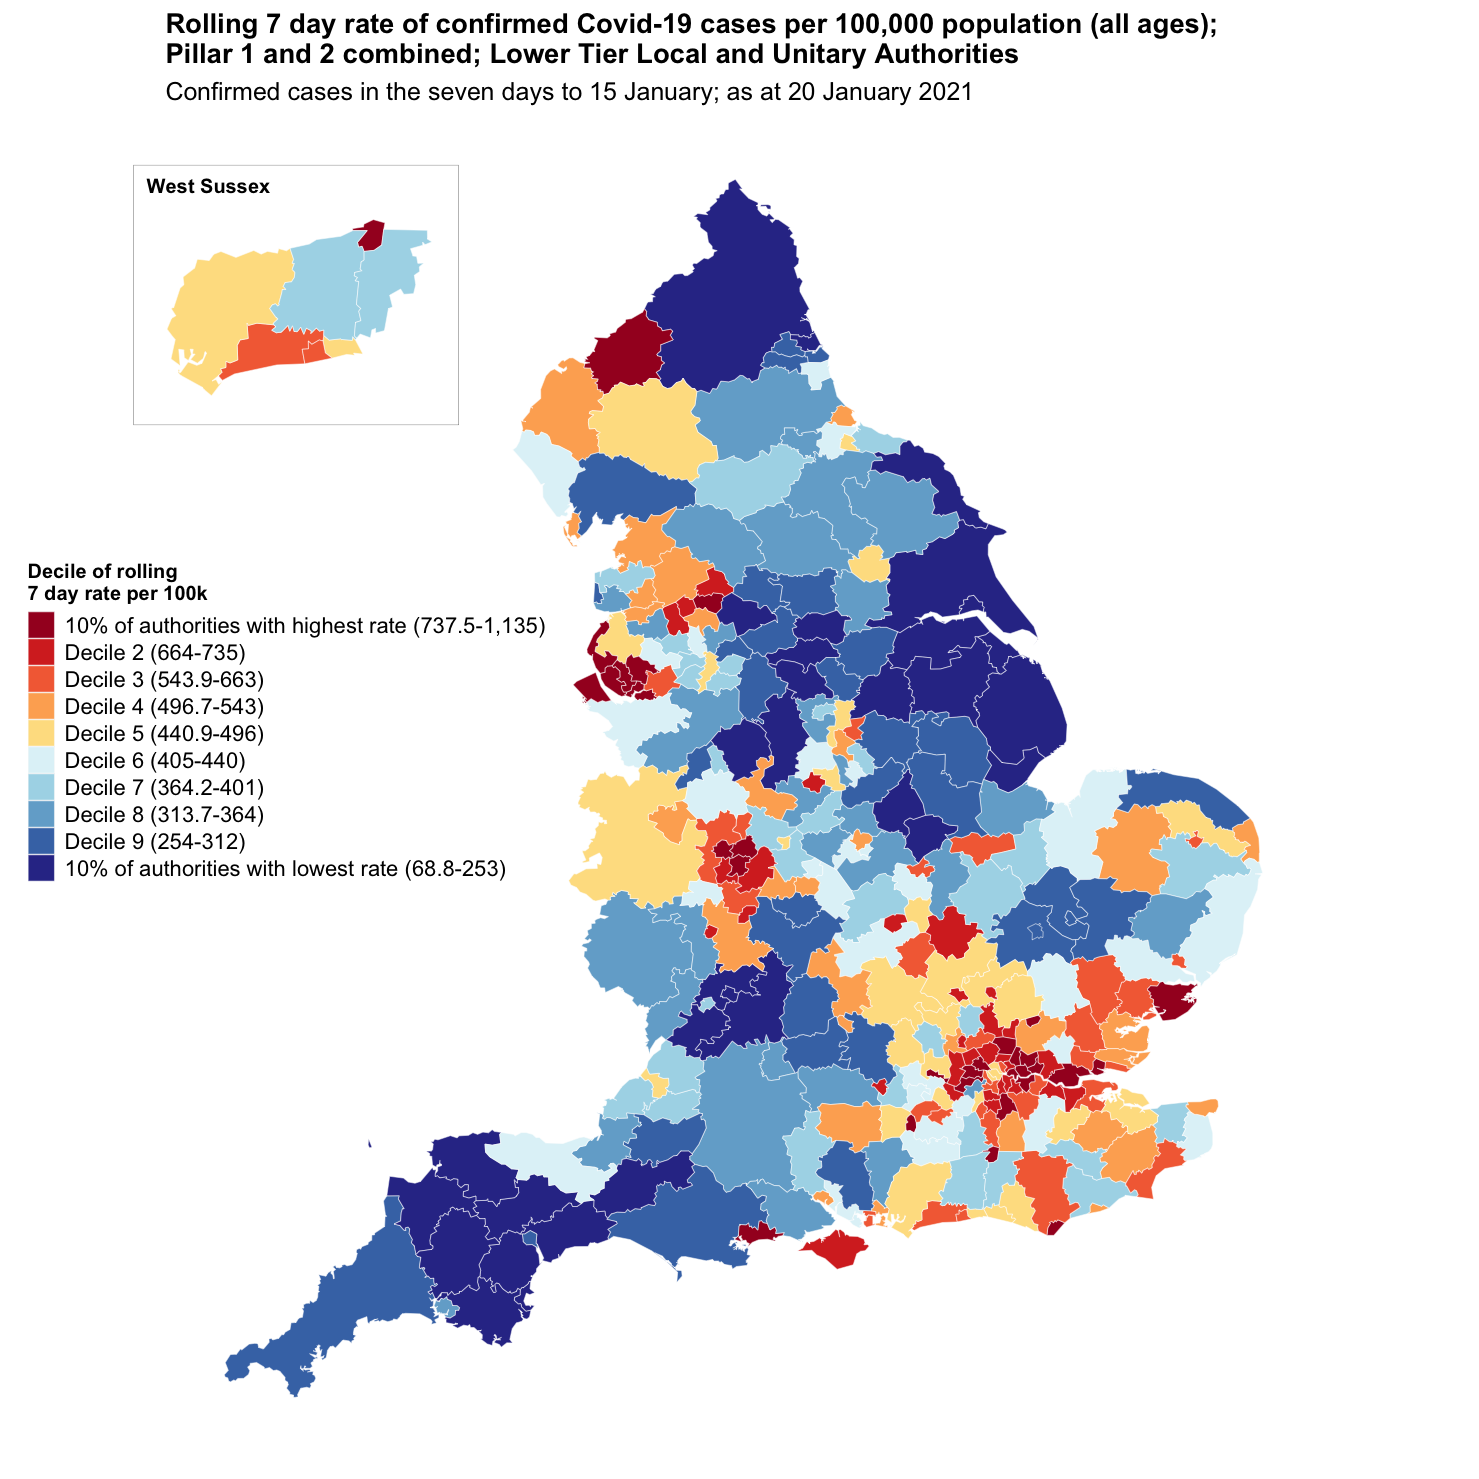 Rolling 7 day rate of confirmed Covid-19 cases per 100,000 population (all ages);
Pillar 1 and 2 combined; Lower Tier Local and Unitary Authorities
Confirmed cases in the seven days to 15 January; as at 20 January 2021
West Sussex
Decile of rolling
7 day rate per 100k
10% of authorities with highest rate (737.5-1,135)
Decile 2 (664-735)
Decile 3 (543.9-663)
Decile 4 (496.7-543)
Decile 5 (440.9-496)
Decile 6 (405-440)
Decile 7 (364.2-401)
Decile 8 (313.7-364)
Decile 9 (254-312)
10% of authorities with lowest rate (68.8-253)